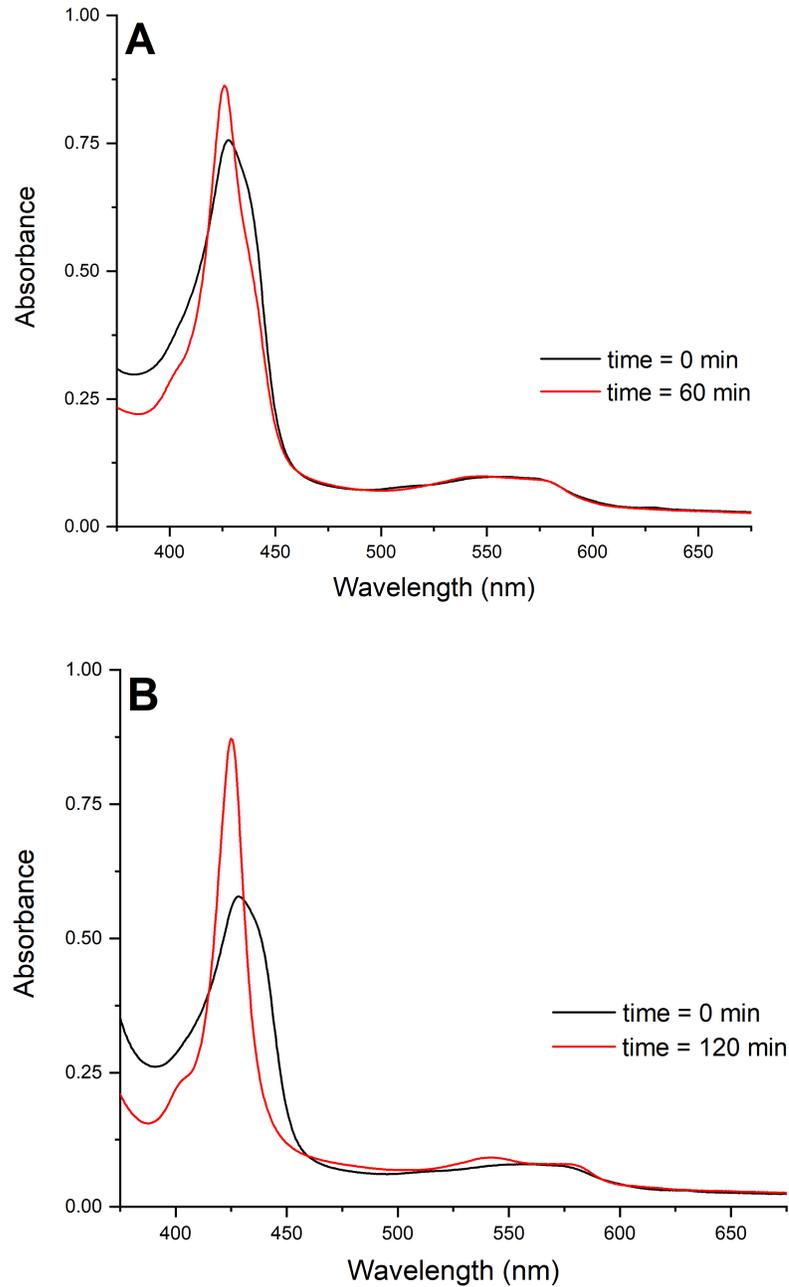 A
1.00
0.75
0.50
0.25
0.00
Absorbance
time = 0 min
time = 60 min
400 450 500 550 600 650
Wavelength (nm)
B
1.00
0.75
0.50
0.25
0.00
Absorbance
time = 0 min
time = 120 min
400 450 500 550 600 650
Wavelength (nm)